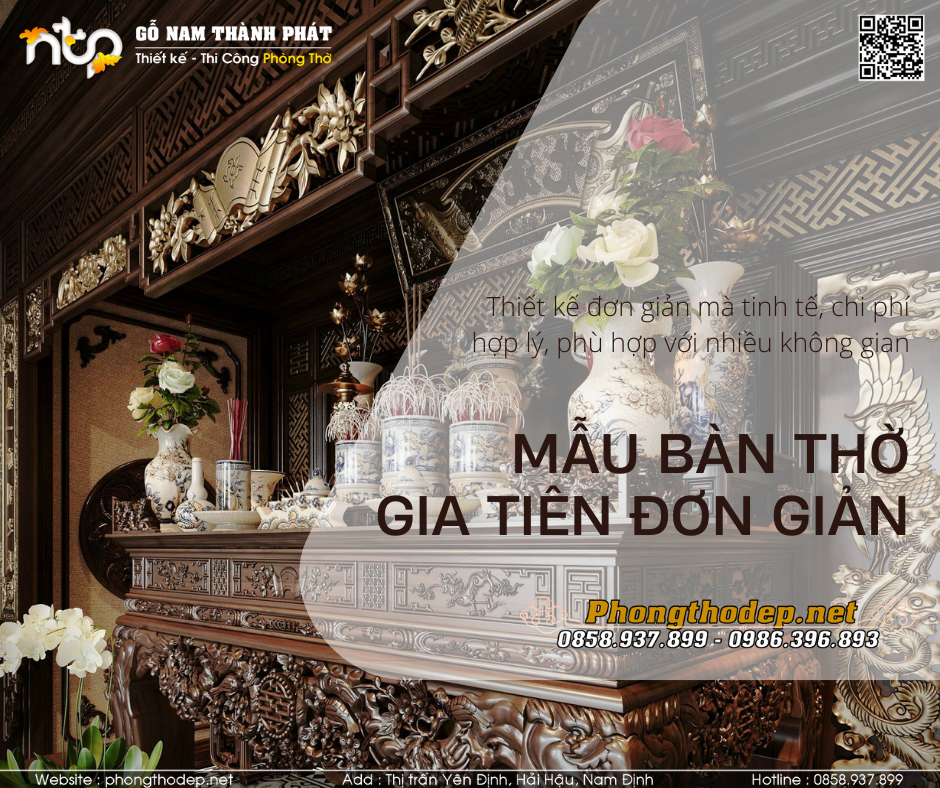 ntp
GỖ NAM THÀNH PHÁT
Thiết kế - Thi Công Phòng Thờ
Thiết kế đơn giản mà tinh tế, chi phí
hợp lý, phù hợp với nhiều không gian
MẪU BÀN THỜ
GIA TIÊN ĐƠN GIẢN
Phongthodep.net
0858.937.899 - 0986.396.893
Website : phongthodep.net
Add : Thị trấn Yên Định, Hải Hậu, Nam Định
Hotline : 0858.937.899